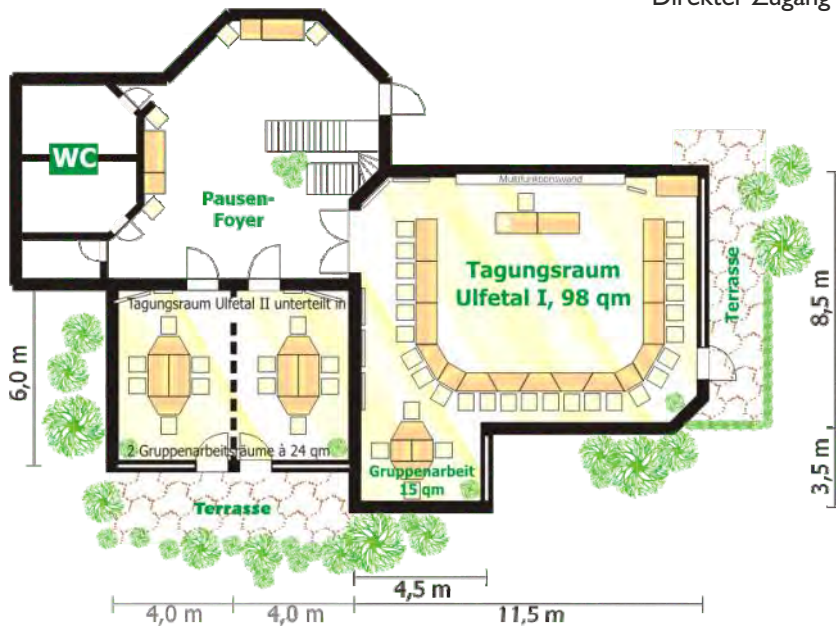 Direkter Zugang
WC
Pausen-
Foyer
Multifunktionswand
Tagungsraum
Ulfetal I, 98 qm
Terrasse
8,5 m
Tagungsraum Ulfetal II unterteilt in
6,0 m
2 Gruppenarbeitsräume à 24 qm
Gruppenarbeit
15 qm
3,5 m
Terrasse
4,5 m
4,0 m
4,0 m
11,5 m